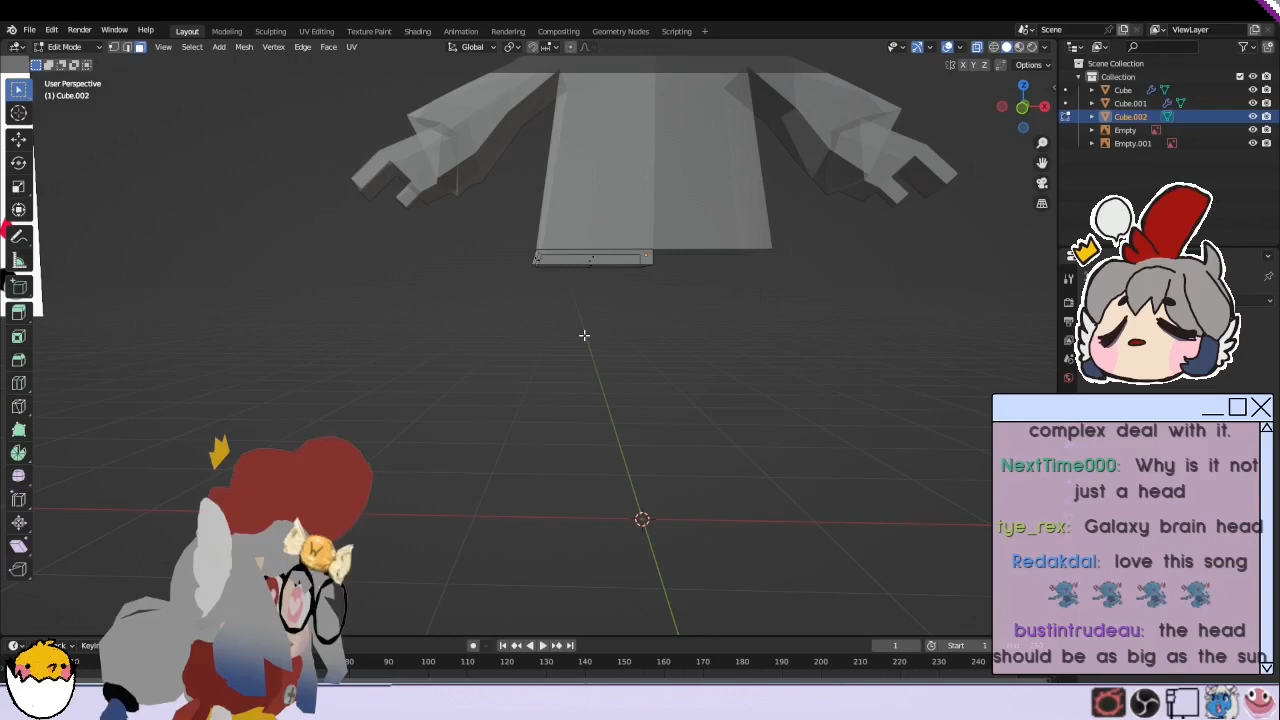 File Edit Render Window Help
Layout Modeling Sculpting UV Editing Texture Paint Shading Animation Rendering Compositing Geometry Nodes Scripting +
Scene ViewLayer
Edit Mode View Select Add Mesh Vertex Edge Face UV
Global
X Y Z Options
User Perspective
(1) Cube.002
Z
X
Scene Collection
Collection
Cube
Cube.001
Cube.002
Empty
Empty.001
complex deal with it.
NextTime000: Why is it not
just a head
tye_rex: Galaxy brain head
Redakdal: love this song
bustintrudeau: the head
should be as big as the sun
1 Start 1
80 90 100 110 120 130 140 150 160 170 180 190 200 210 220 230 240